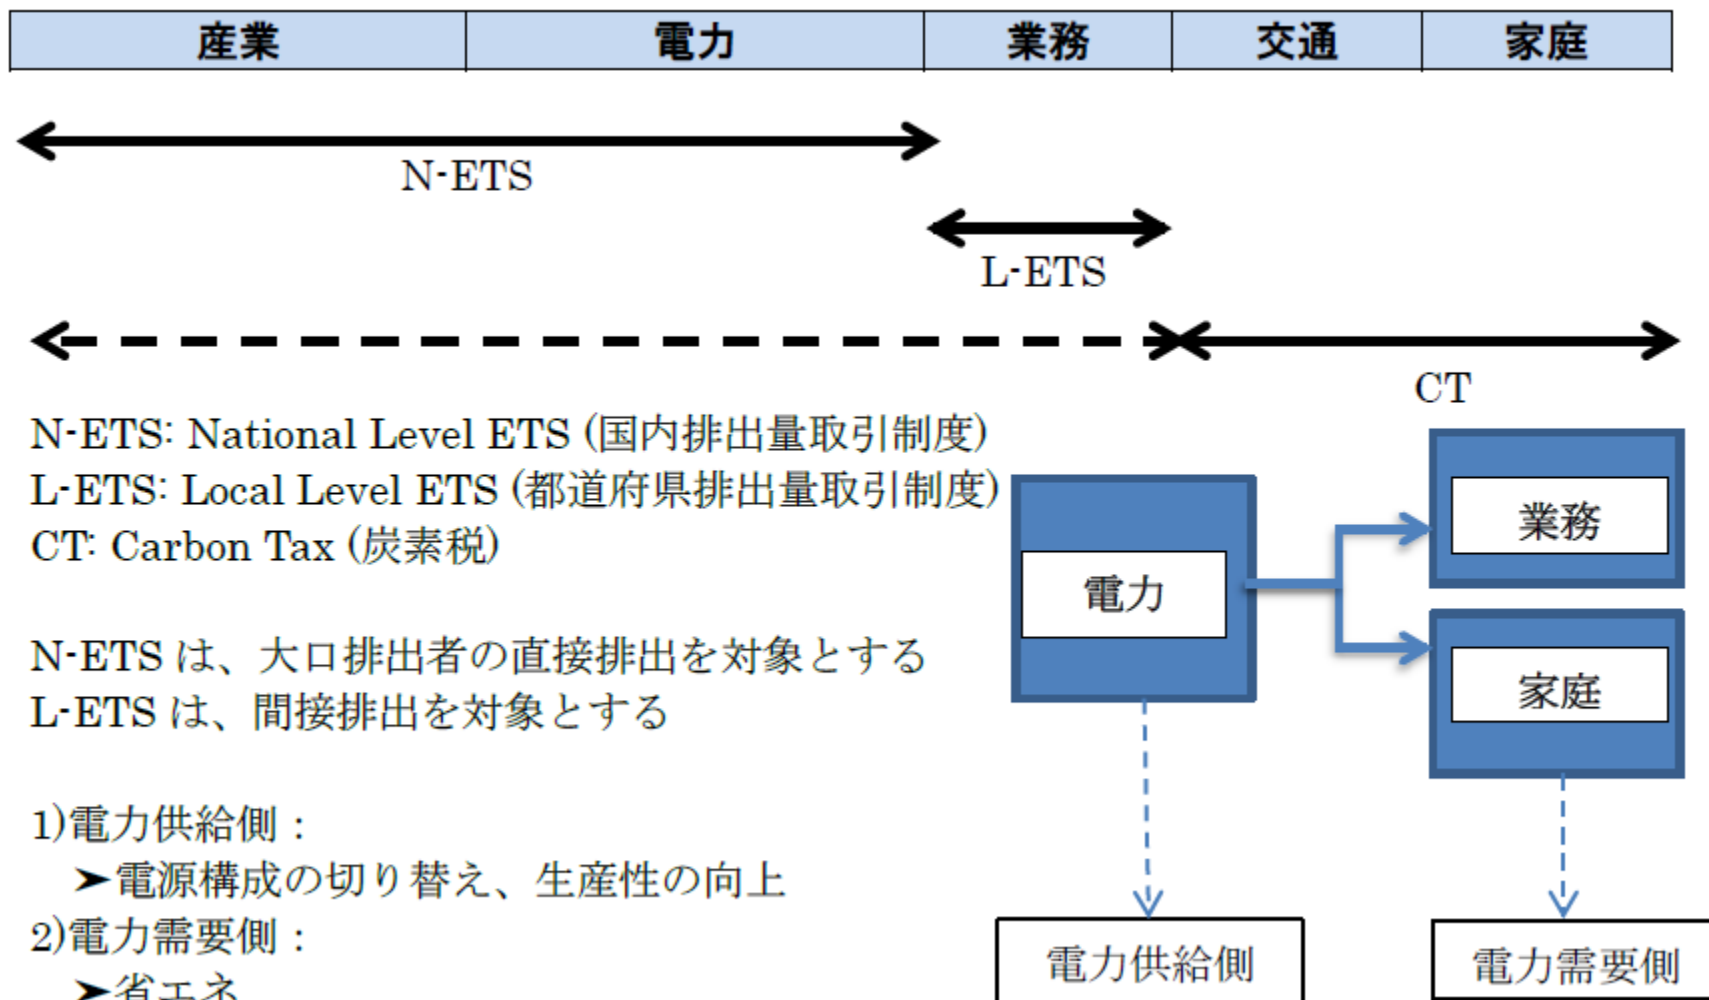 産業 電力 業務 交通 家庭
N-ETS
L-ETS
CT
N-ETS: National Level ETS (国内排出量取引制度)
L-ETS: Local Level ETS (都道府県排出量取引制度)
CT: Carbon Tax (炭素税)
N-ETS は、大口排出者の直接排出を対象とする
L-ETS は、間接排出を対象とする
1)電力供給側：
➤電源構成の切り替え、生産性の向上
2)電力需要側：
➤省エネ
業務
電力
家庭
電力供給側
電力需要側